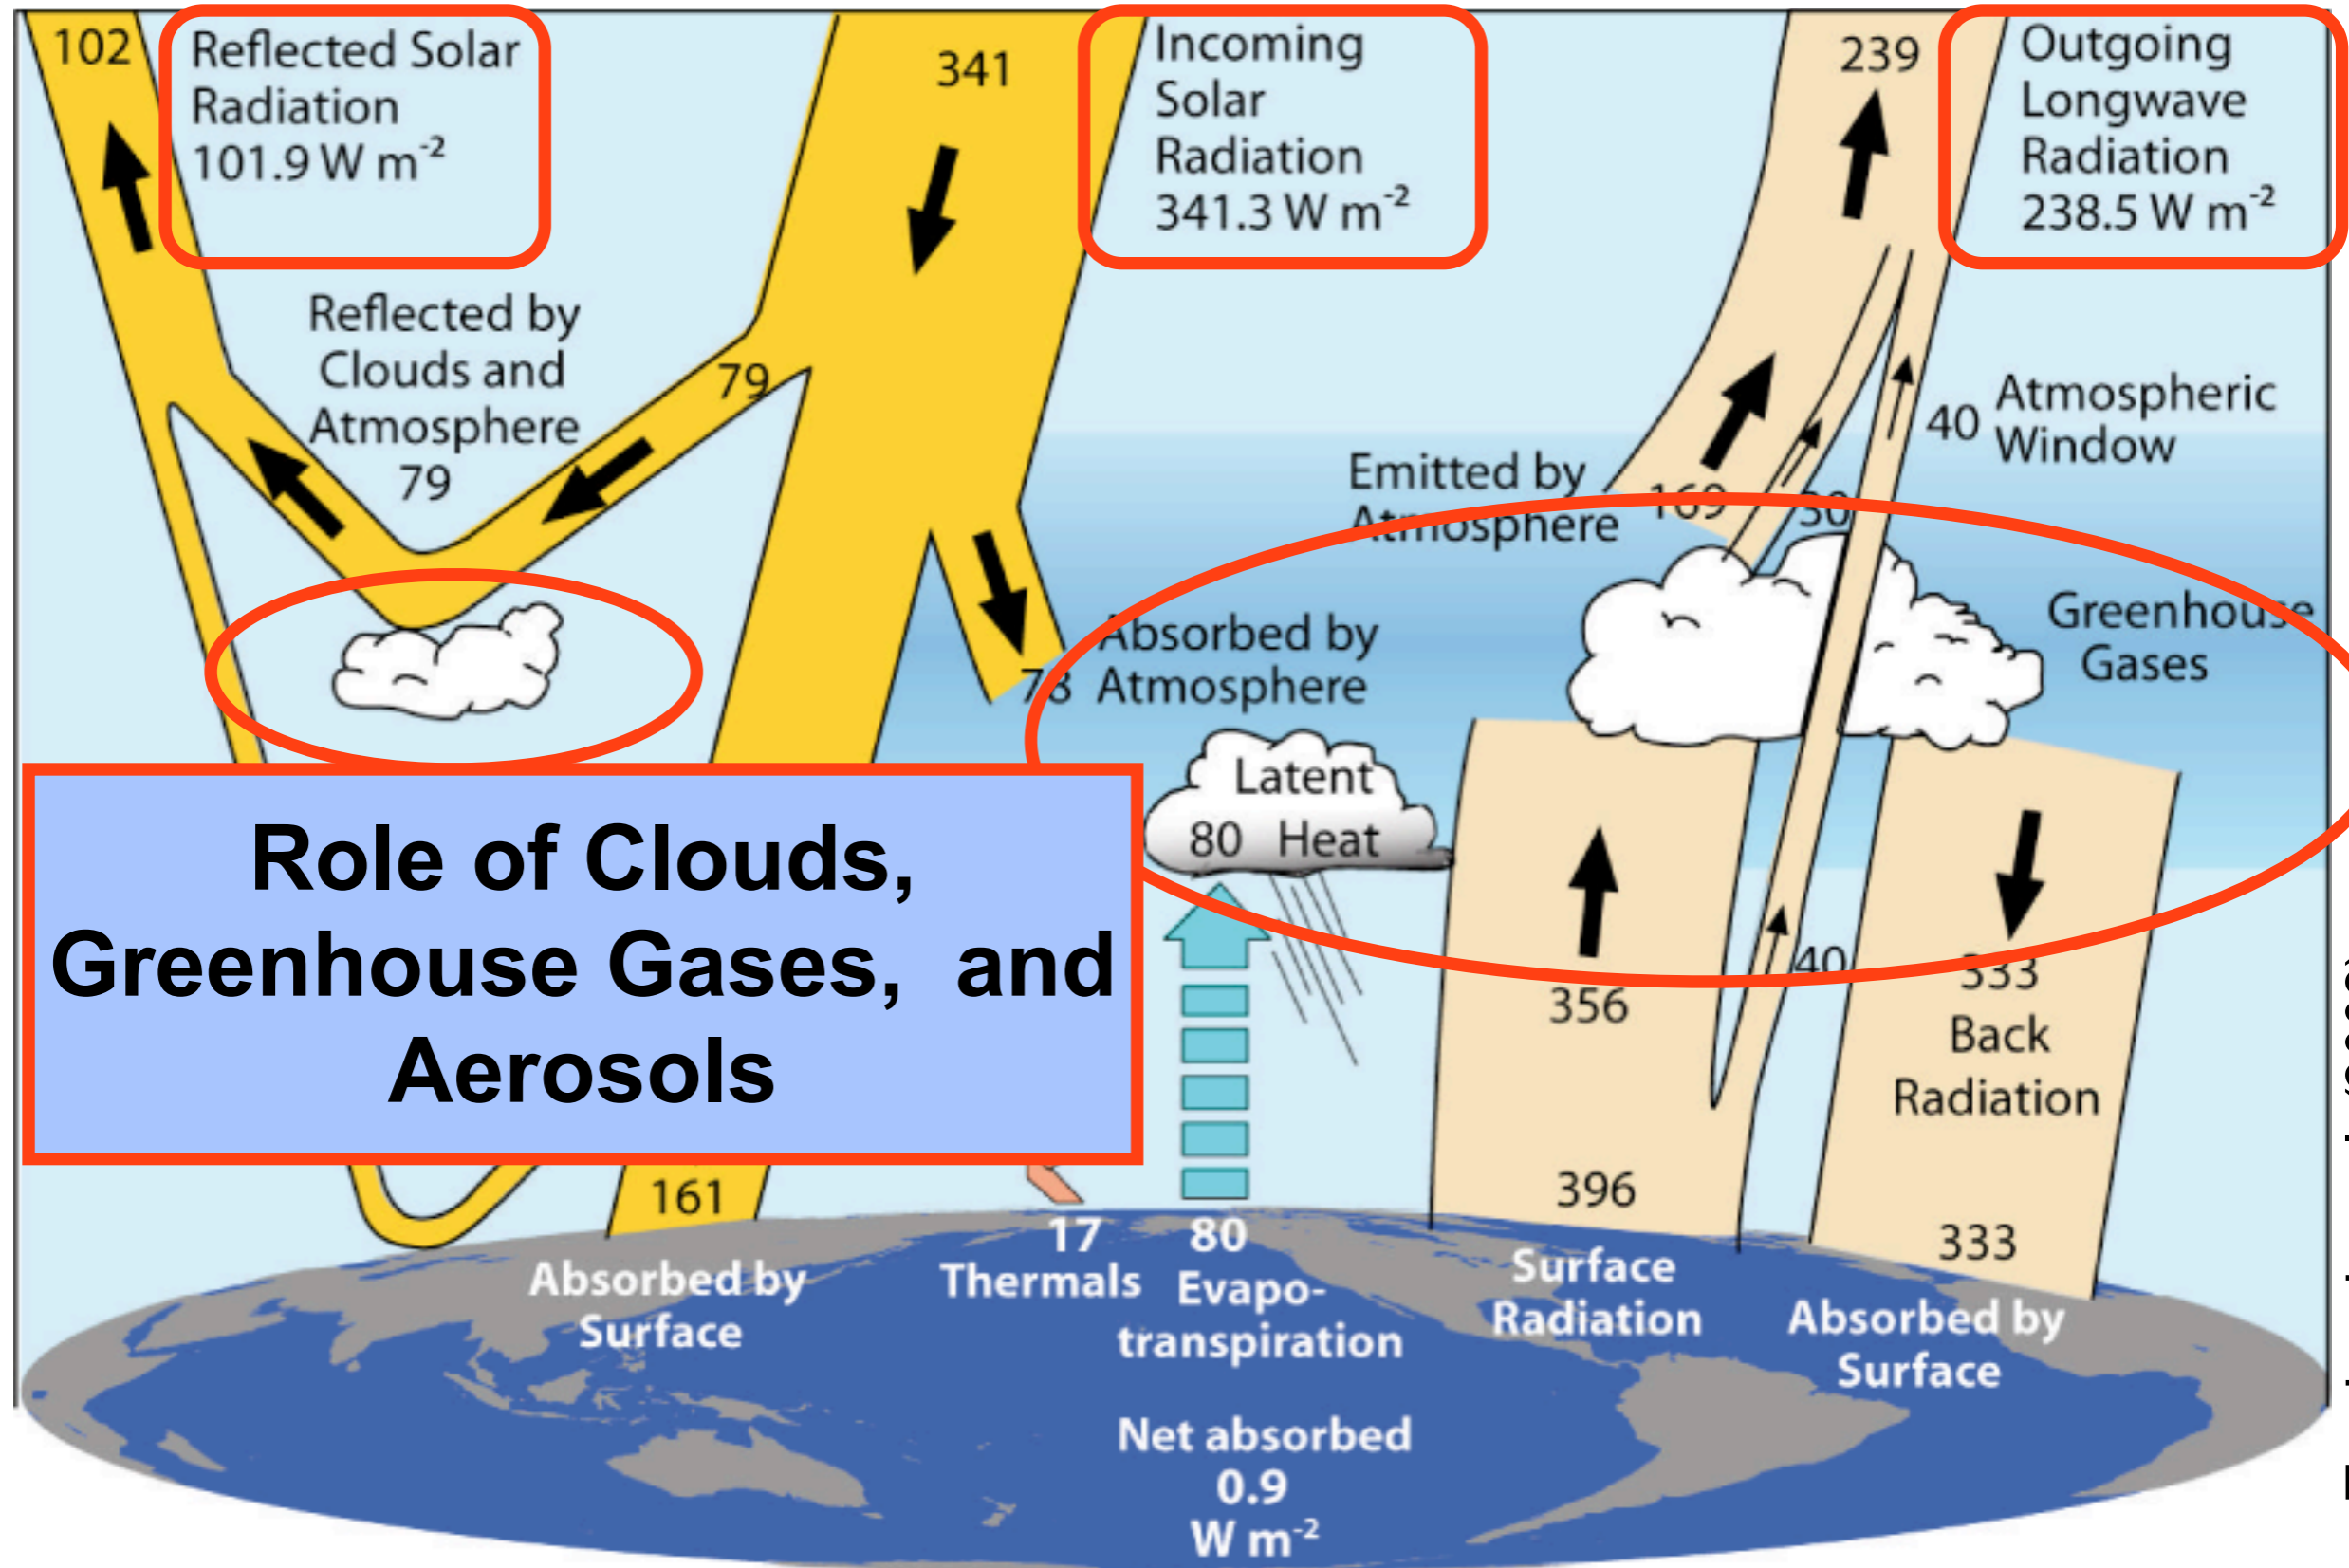 102
Reflected Solar
Radiation
101.9 W m⁻²
341
Incoming
Solar
Radiation
341.3 W m⁻²
239
Outgoing
Longwave
Radiation
238.5 W m⁻²
Reflected by
Clouds and
Atmosphere
79
79
Emitted by
Atmosphere
169
30
40
Atmospheric
Window
Greenhouse
Gases
Absorbed by
Atmosphere
78
Latent
80 Heat
Role of Clouds,
Greenhouse Gases, and
Aerosols
356
40
333
Back
Radiation
161
396
333
Absorbed by
Surface
17
Thermals
80
Evapo-
transpiration
Surface
Radiation
Absorbed by
Surface
Net absorbed
0.9
W m⁻²